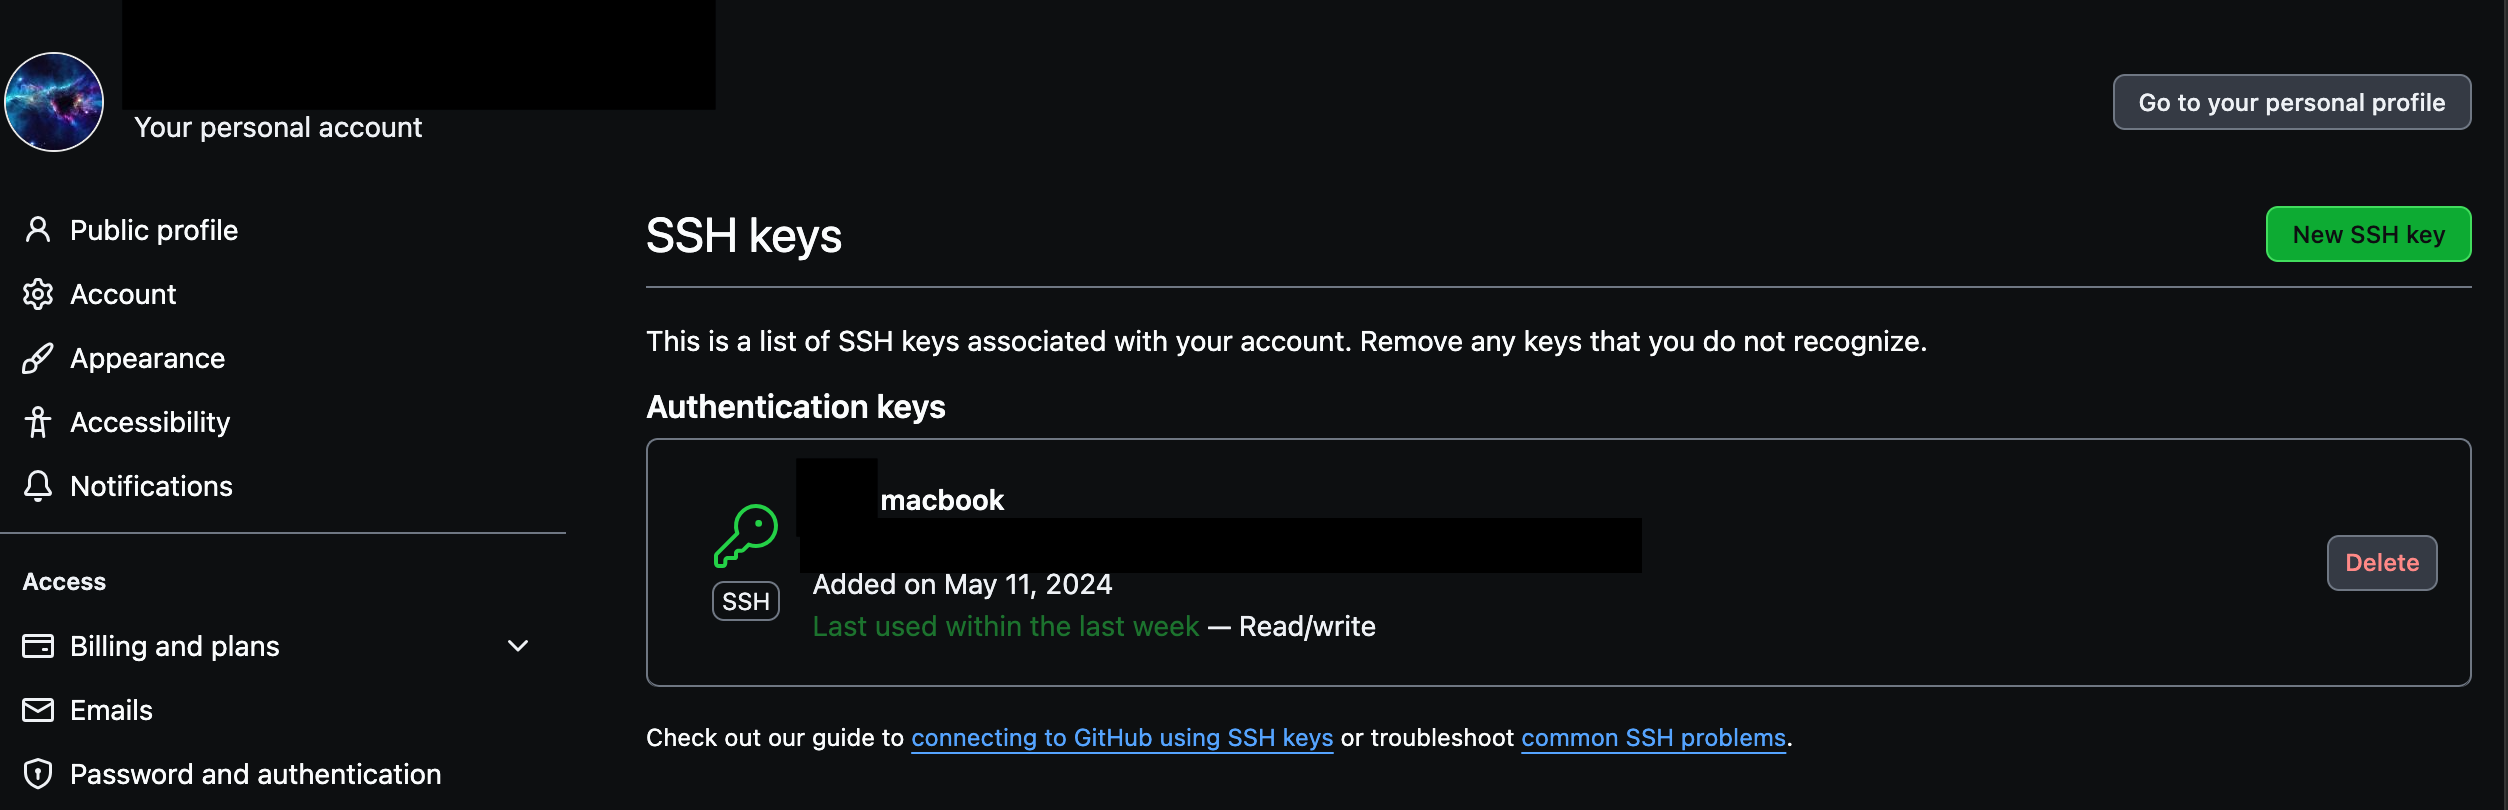 Your personal account
Go to your personal profile
Public profile
Account
Appearance
Accessibility
Notifications
Access
Billing and plans
Emails
Password and authentication
SSH keys
New SSH key
This is a list of SSH keys associated with your account. Remove any keys that you do not recognize.
Authentication keys
macbook
SSH
Added on May 11, 2024
Last used within the last week — Read/write
Delete
Check out our guide to connecting to GitHub using SSH keys or troubleshoot common SSH problems.